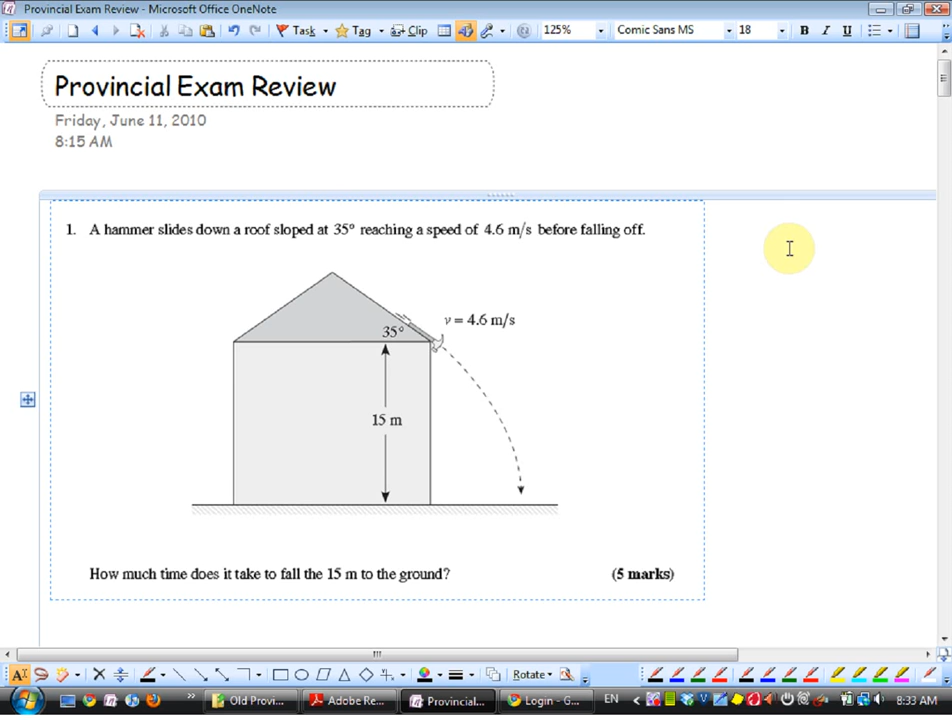 Provincial Exam Review - Microsoft Office OneNote
Task Tag Clip 125% Comic Sans MS 18 B I U
Provincial Exam Review
Friday, June 11, 2010
8:15 AM
1. A hammer slides down a roof sloped at 35° reaching a speed of 4.6 m/s before falling off.
v = 4.6 m/s
35°
15 m
How much time does it take to fall the 15 m to the ground? (5 marks)
Rotate
Old Provi... Adobe Re... Provincial... Login - G... EN 8:33 AM